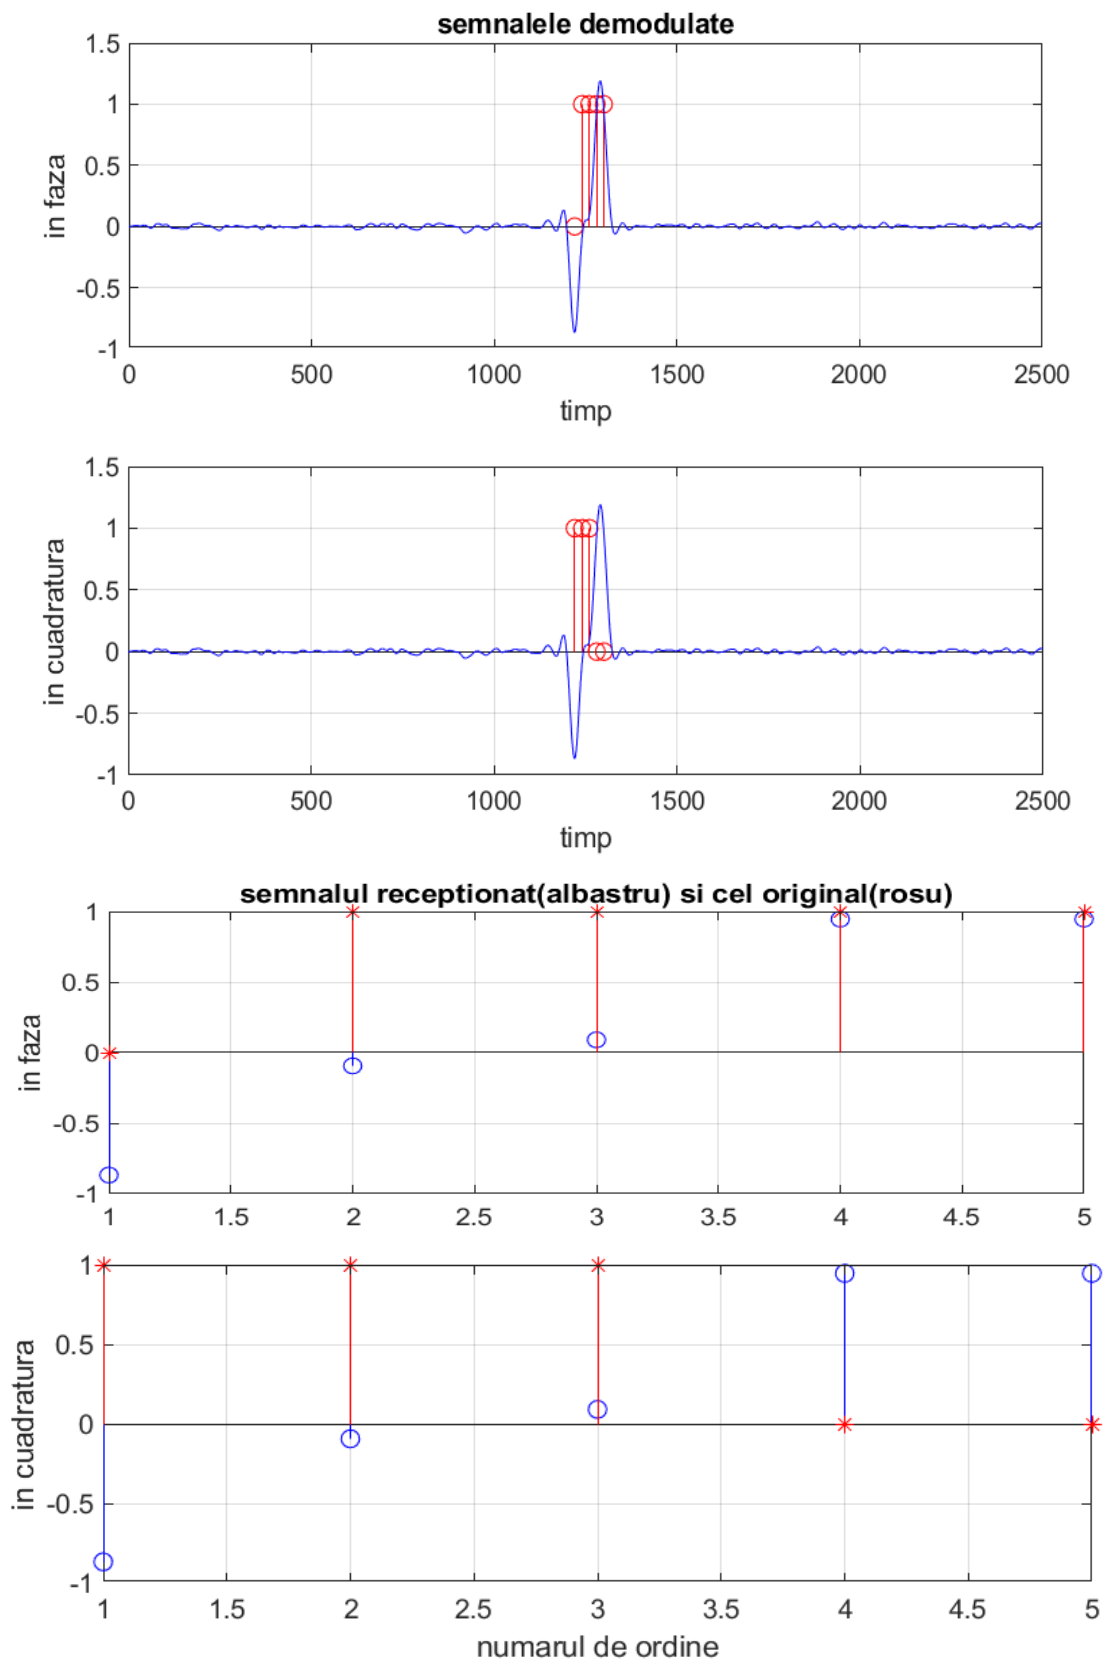 semnalele demodulate
1.5
1
0.5
0
-0.5
-1
in faza
0 500 1000 1500 2000 2500
timp
1.5
1
0.5
0
-0.5
-1
in cuadratura
0 500 1000 1500 2000 2500
timp
semnalul receptionat(albastru) si cel original(rosu)
1
0.5
0
-0.5
-1
in faza
1 1.5 2 2.5 3 3.5 4 4.5 5
1
0.5
0
-0.5
-1
in cuadratura
1 1.5 2 2.5 3 3.5 4 4.5 5
numarul de ordine